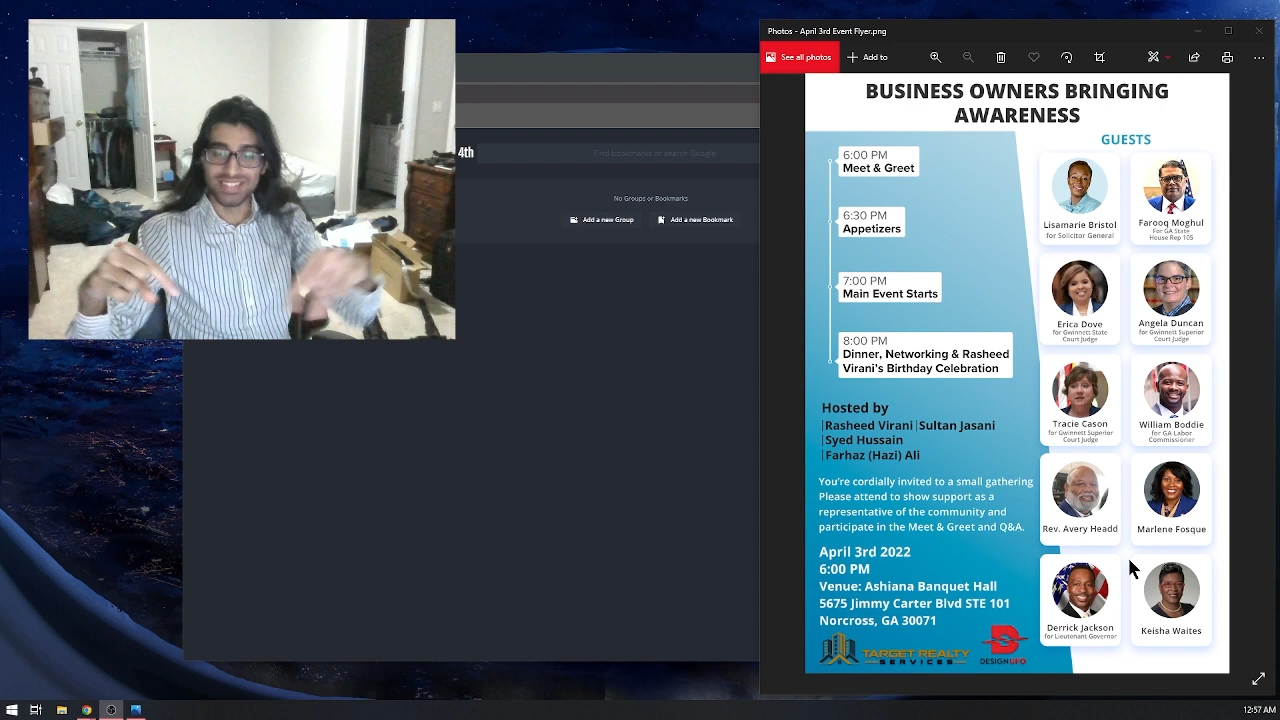 Photos - April 3rd Event Flyer.png
See all photos
Add to
BUSINESS OWNERS BRINGING
AWARENESS
4th
Find bookmarks or search Google
No Groups or Bookmarks
Add a new Group
Add a new Bookmark
6:00 PM
Meet & Greet
6:30 PM
Appetizers
7:00 PM
Main Event Starts
8:00 PM
Dinner, Networking & Rasheed
Virani's Birthday Celebration
Hosted by
|Rasheed Virani |Sultan Jasani
|Syed Hussain
|Farhaz (Hazi) Ali
You're cordially invited to a small gathering
Please attend to show support as a
representative of the community and
participate in the Meet & Greet and Q&A.
April 3rd 2022
6:00 PM
Venue: Ashiana Banquet Hall
5675 Jimmy Carter Blvd STE 101
Norcross, GA 30071
TARGET REALTY
SERVICES
DESIGNUFO
GUESTS
Lisamarie Bristol
for Solicitor General
Farooq Moghul
For GA State
House Rep 105
Erica Dove
for Gwinnett State
Court Judge
Angela Duncan
for Gwinnett Superior
Court Judge
Tracie Cason
for Gwinnett Superior
Court Judge
William Boddie
for GA Labor
Commissioner
Rev. Avery Headd
Marlene Fosque
Derrick Jackson
for Lieutenant Governor
Keisha Waites
12:57 AM